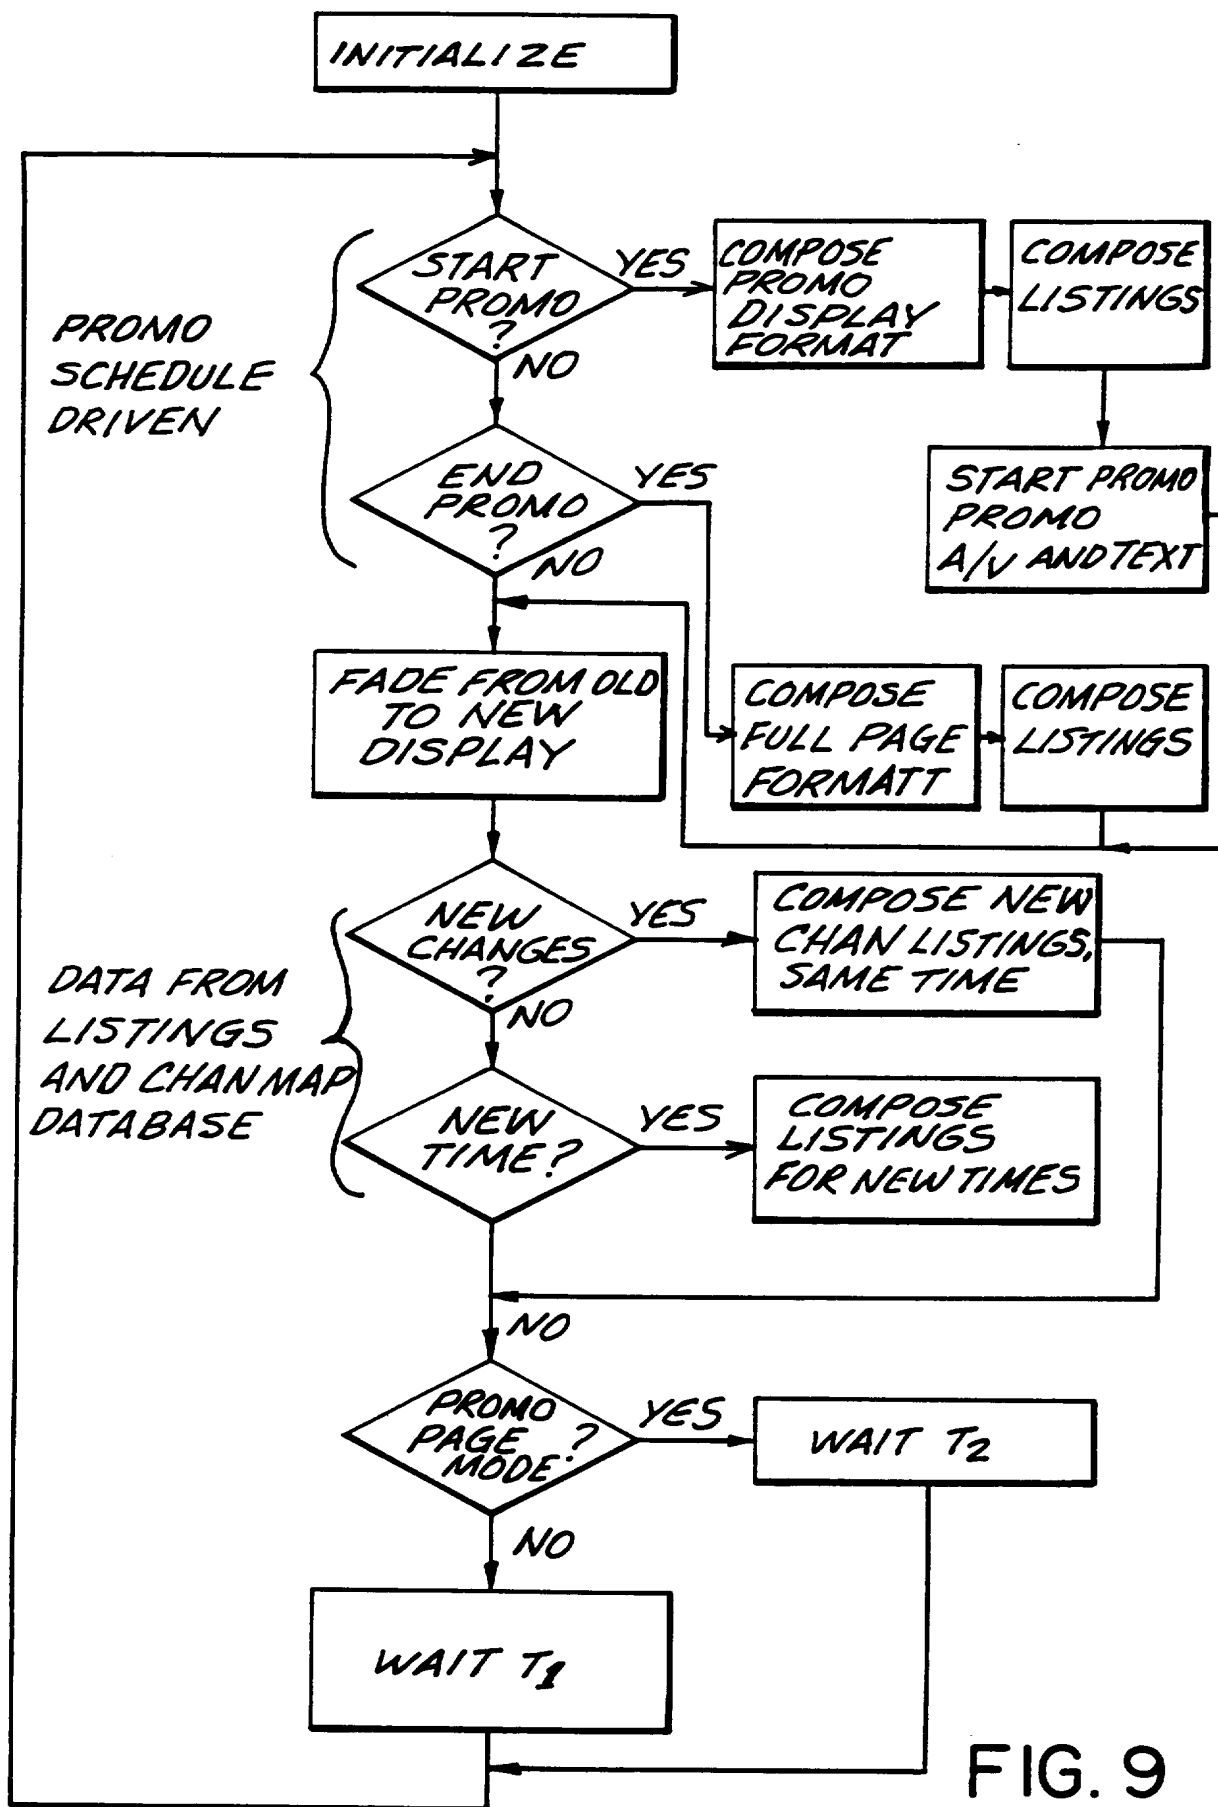 INITIALIZE
START
PROMO
?
YES
NO
COMPOSE
PROMO
DISPLAY
FORMAT
COMPOSE
LISTINGS
PROMO
SCHEDULE
DRIVEN
START PROMO
PROMO
A/V AND TEXT
END
PROMO
?
YES
NO
FADE FROM OLD
TO NEW
DISPLAY
COMPOSE
FULL PAGE
FORMATT
COMPOSE
LISTINGS
NEW
CHANGES
?
YES
NO
COMPOSE NEW
CHAN LISTINGS,
SAME TIME
DATA FROM
LISTINGS
AND CHAN MAP
DATABASE
NEW
TIME?
YES
COMPOSE
LISTINGS
FOR NEW TIMES
NO
PROMO
PAGE ?
MODE
YES
WAIT T2
NO
WAIT T1
FIG. 9